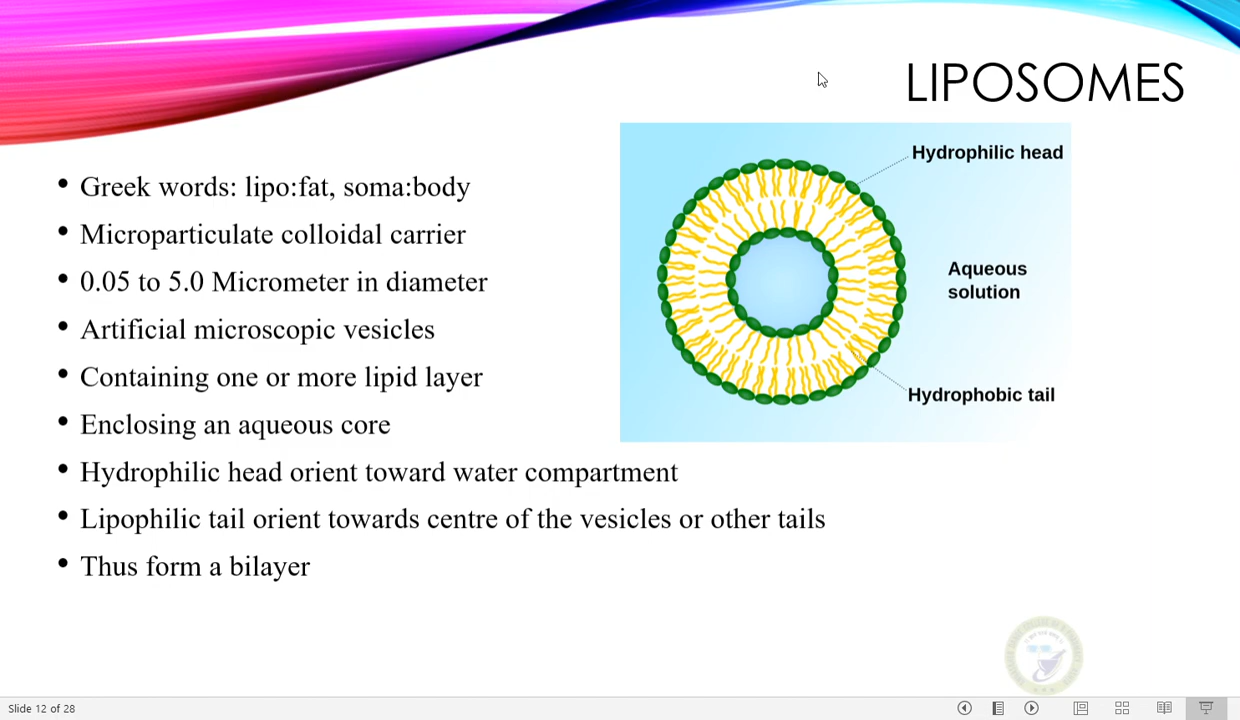 LIPOSOMES
• Greek words: lipo:fat, soma:body
• Microparticulate colloidal carrier
• 0.05 to 5.0 Micrometer in diameter
• Artificial microscopic vesicles
• Containing one or more lipid layer
• Enclosing an aqueous core
• Hydrophilic head orient toward water compartment
• Lipophilic tail orient towards centre of the vesicles or other tails
• Thus form a bilayer
Hydrophilic head
Aqueous
solution
Hydrophobic tail
Slide 12 of 28